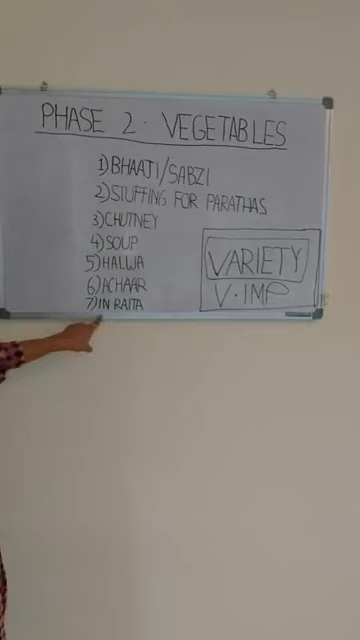 PHASE 2. VEGETABLES
1) BHAAJI/SABZI
2) STUFFING FOR PARATHAS
3) CHUTNEY
4) SOUP
5) HALWA
6) ACHAAR
7) IN RAITA
VARIETY
V. IMP